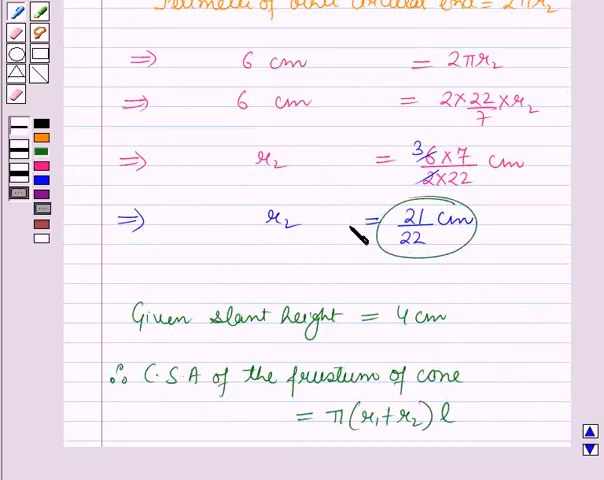 Perimeter of other circular end = 2πr₂
⇒ 6 cm = 2πr₂
⇒ 6 cm = 2 × 22/7 × r₂
⇒ r₂ = 3 6 × 7 / 2 × 22 cm
⇒ r₂ = 21/22 cm
Given slant height = 4 cm
∴ C.S.A of the frustum of cone
= π(r₁ + r₂) l